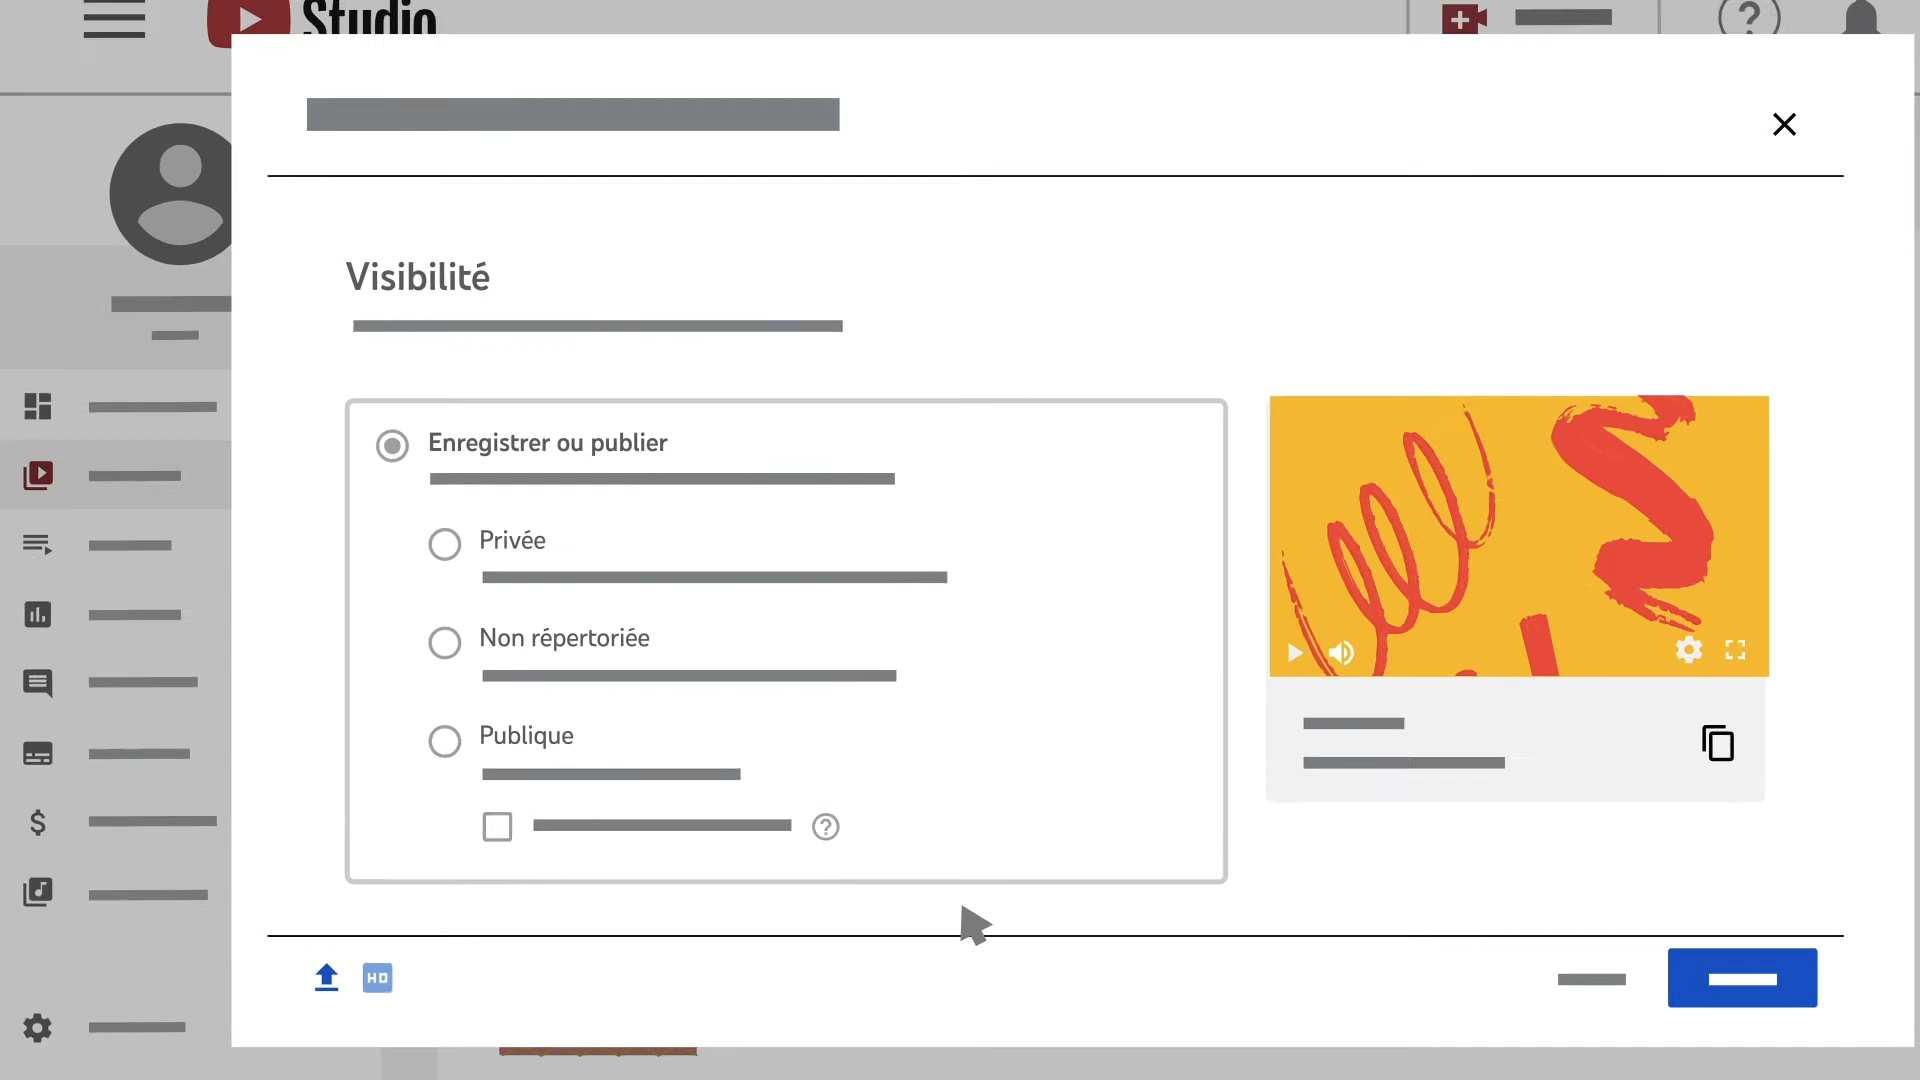 Studio
Visibilité
Enregistrer ou publier
Privée
Non répertoriée
Publique
HD